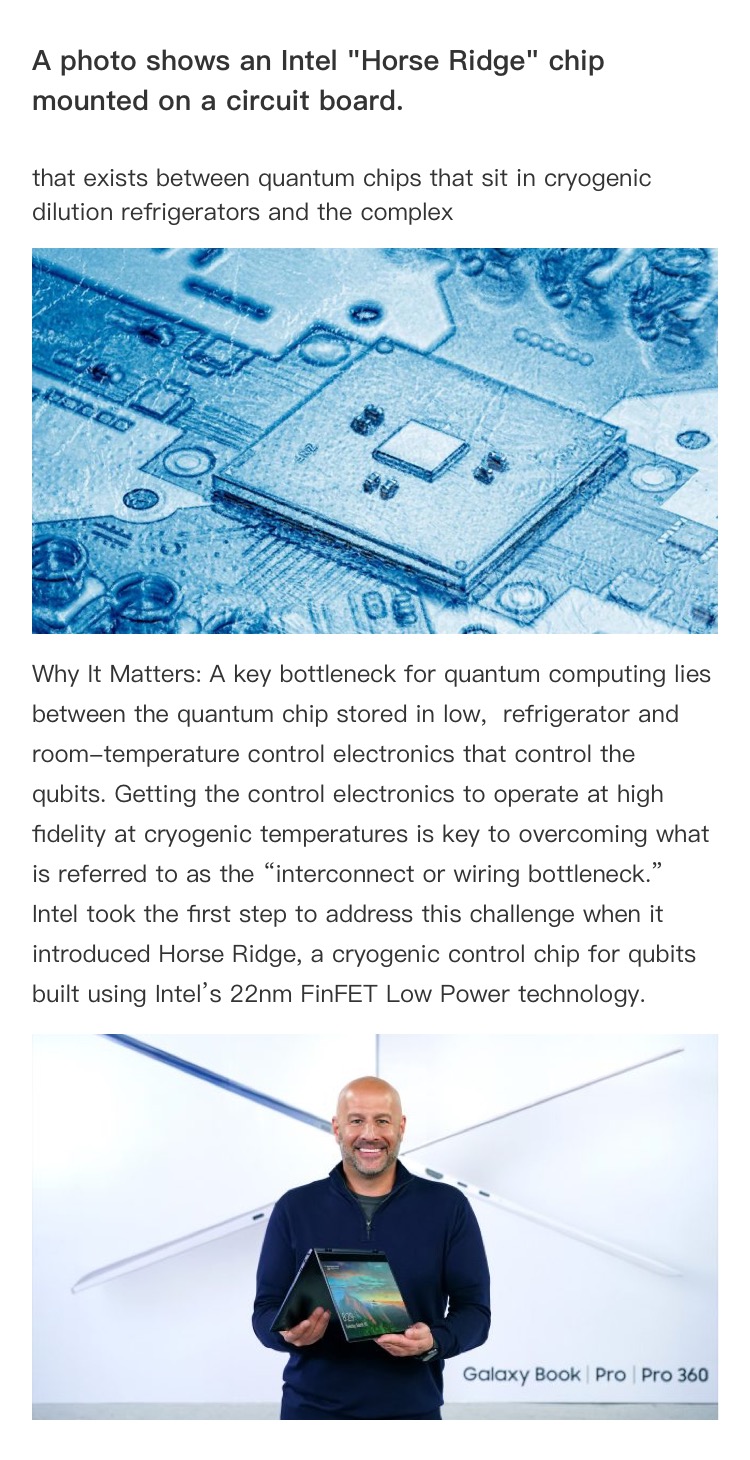 A photo shows an Intel "Horse Ridge" chip
mounted on a circuit board.
that exists between quantum chips that sit in cryogenic
dilution refrigerators and the complex
Why It Matters: A key bottleneck for quantum computing lies
between the quantum chip stored in low,  refrigerator and
room-temperature control electronics that control the
qubits. Getting the control electronics to operate at high
fidelity at cryogenic temperatures is key to overcoming what
is referred to as the “interconnect or wiring bottleneck.”
Intel took the first step to address this challenge when it
introduced Horse Ridge, a cryogenic control chip for qubits
built using Intel’s 22nm FinFET Low Power technology.
8:25
Galaxy Book | Pro | Pro 360